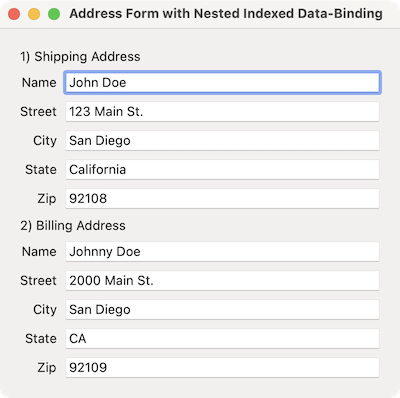 Address Form with Nested Indexed Data-Binding
1) Shipping Address
Name John Doe
Street 123 Main St.
City San Diego
State California
Zip 92108
2) Billing Address
Name Johnny Doe
Street 2000 Main St.
City San Diego
State CA
Zip 92109